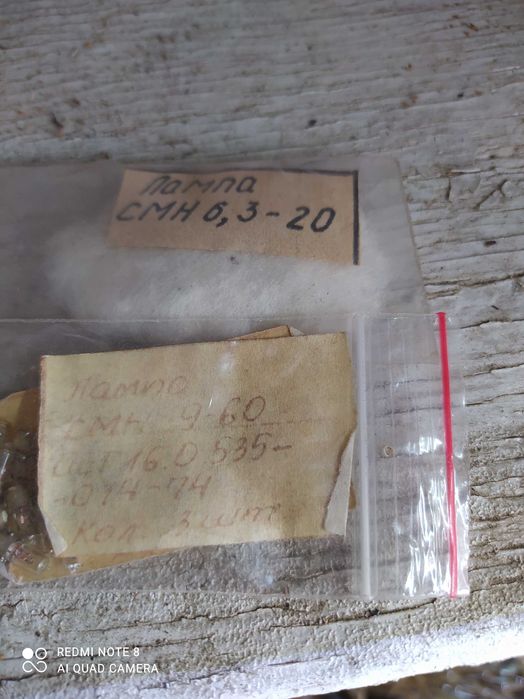 Лампа
СМН 6,3-20
Лампа
СМН 9-60
16.0 535-
-014-74
Кол. 3 шт
REDMI NOTE 8
AI QUAD CAMERA